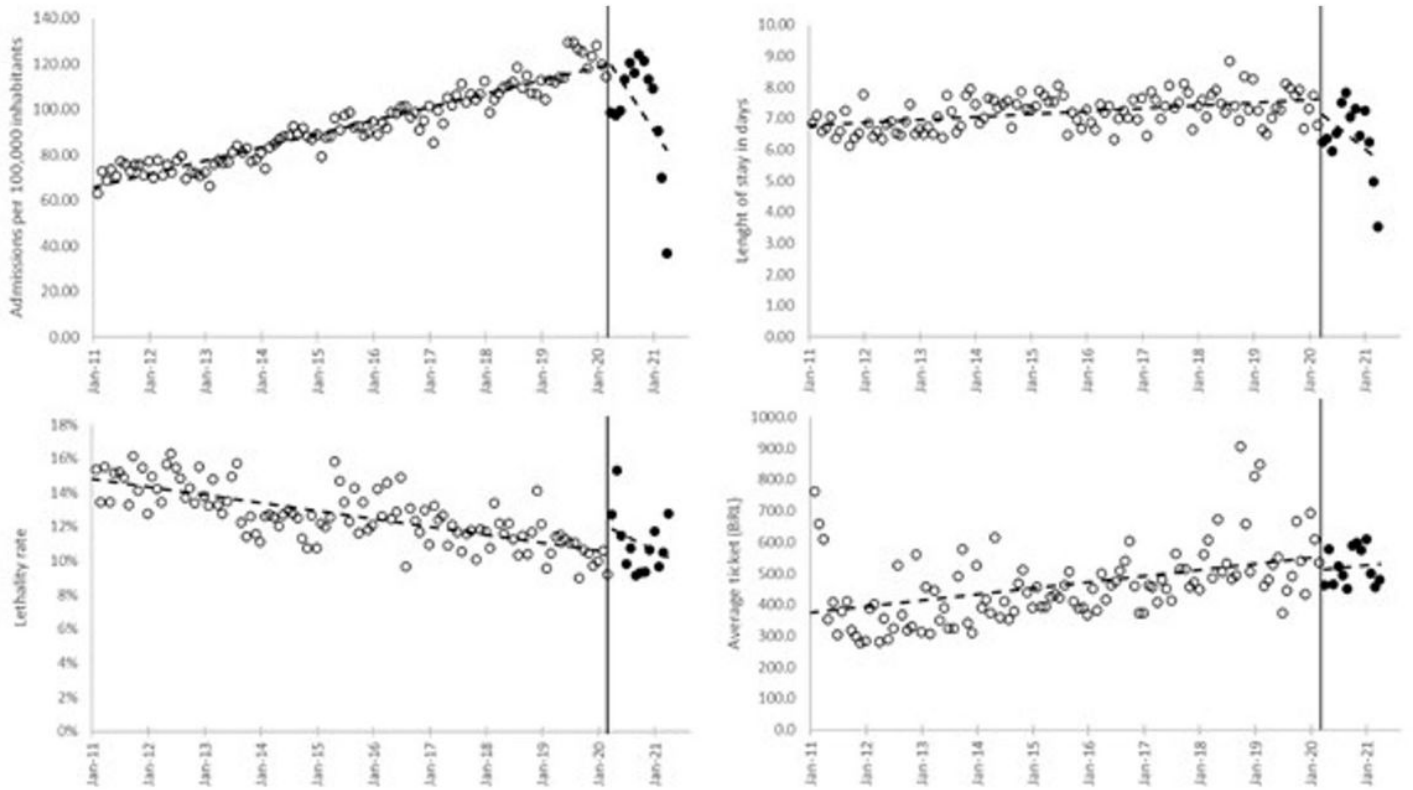 Admissions per 100,000 inhabitants
140.00
120.00
100.00
80.00
60.00
40.00
20.00
0.00
Jan-11
Jan-12
Jan-13
Jan-14
Jan-15
Jan-16
Jan-17
Jan-18
Jan-19
Jan-20
Jan-21
Lenght of stay in days
10.00
9.00
8.00
7.00
6.00
5.00
4.00
3.00
2.00
1.00
0.00
Jan-11
Jan-12
Jan-13
Jan-14
Jan-15
Jan-16
Jan-17
Jan-18
Jan-19
Jan-20
Jan-21
Lethality rate
18%
16%
14%
12%
10%
8%
6%
4%
2%
0%
Jan-11
Jan-12
Jan-13
Jan-14
Jan-15
Jan-16
Jan-17
Jan-18
Jan-19
Jan-20
Jan-21
Average ticket (BRL)
1000.0
900.0
800.0
700.0
600.0
500.0
400.0
300.0
200.0
100.0
0.0
Jan-11
Jan-12
Jan-13
Jan-14
Jan-15
Jan-16
Jan-17
Jan-18
Jan-19
Jan-20
Jan-21